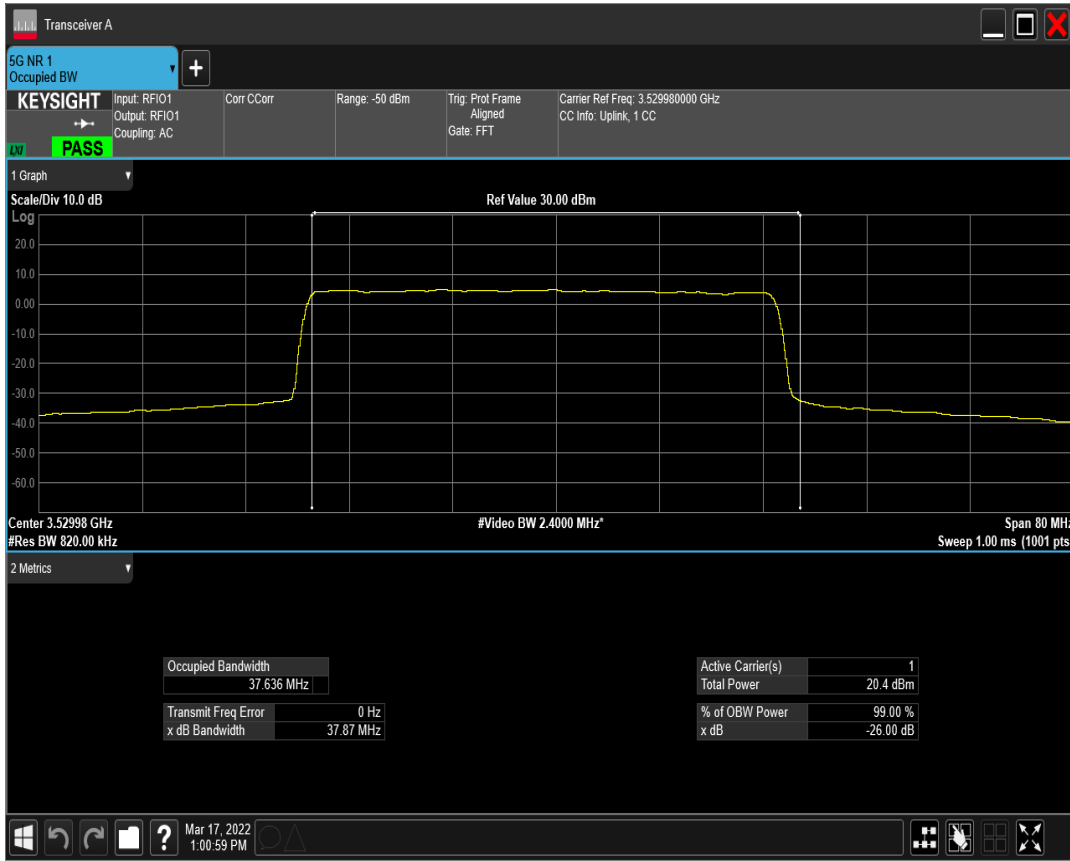 Transceiver A
5G NR 1
Occupied BW
KEYSIGHT
LXI
PASS
Input: RFIO1
Output: RFIO1
Coupling: AC
Corr CCorr
Range: -50 dBm
Trig: Prot Frame
Aligned
Gate: FFT
Carrier Ref Freq: 3.529980000 GHz
CC Info: Uplink, 1 CC
1 Graph
Scale/Div 10.0 dB
Ref Value 30.00 dBm
Log
20.0
10.0
0.00
-10.0
-20.0
-30.0
-40.0
-50.0
-60.0
Center 3.52998 GHz
#Video BW 2.4000 MHz*
Span 80 MHz
#Res BW 820.00 kHz
Sweep 1.00 ms (1001 pts
2 Metrics
Occupied Bandwidth
37.636 MHz
Transmit Freq Error 0 Hz
x dB Bandwidth 37.87 MHz
Active Carrier(s) 1
Total Power 20.4 dBm
% of OBW Power 99.00 %
x dB -26.00 dB
?
Mar 17, 2022
1:00:59 PM